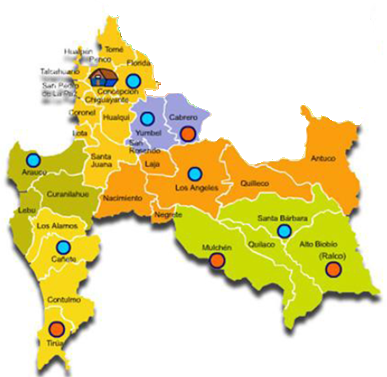 Tomé
Hualpén
Penco
Florida
Talcahuano
Concepción
San Pedro
De La Paz
Chiguayante
Coronel
Hualqui
Yumbel
Cabrero
Lota
San
Rosendo
Santa
Juana
Laja
Antuco
Arauco
Los Angeles
Quilleco
Curanilahue
Nacimiento
Lebu
Negrete
Los Alamos
Santa Bárbara
Mulchén
Quilaco
Alto Biobío
(Ralco)
Cañete
Contulmo
Tirúa